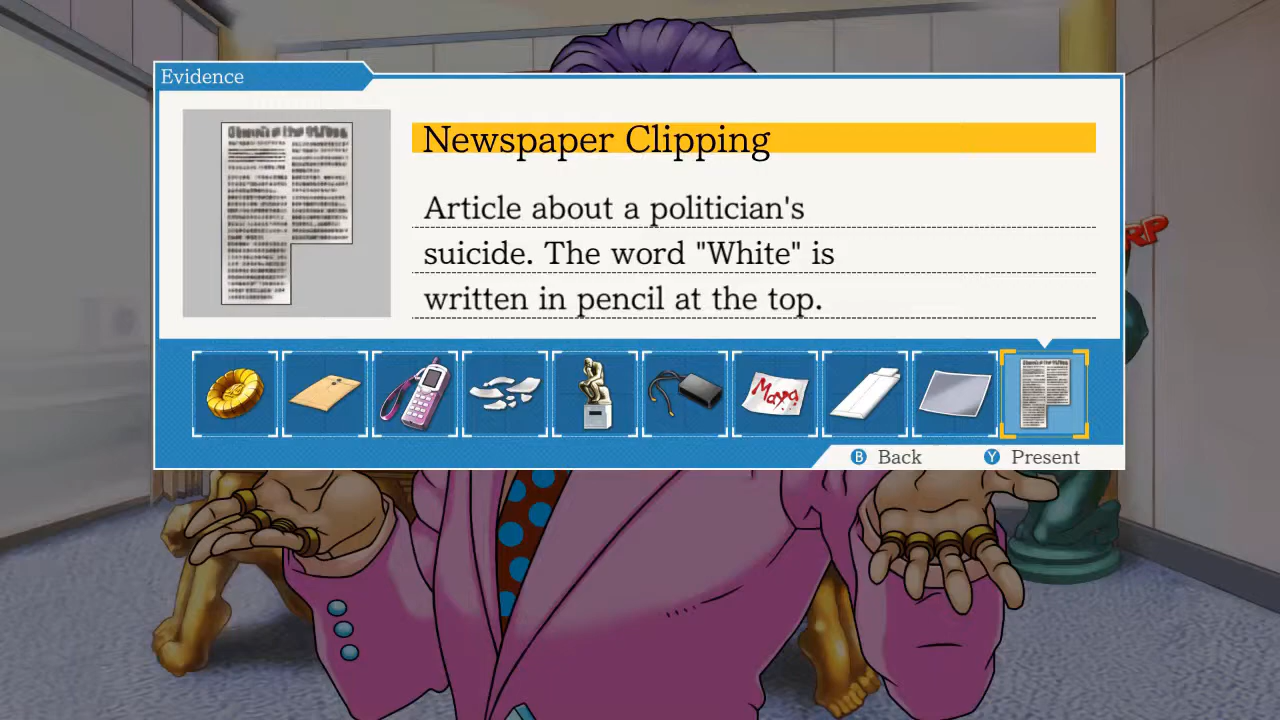 Evidence
Newspaper Clipping
Article about a politician's
suicide. The word "White" is
written in pencil at the top.
Maya
B Back
Y Present
RP